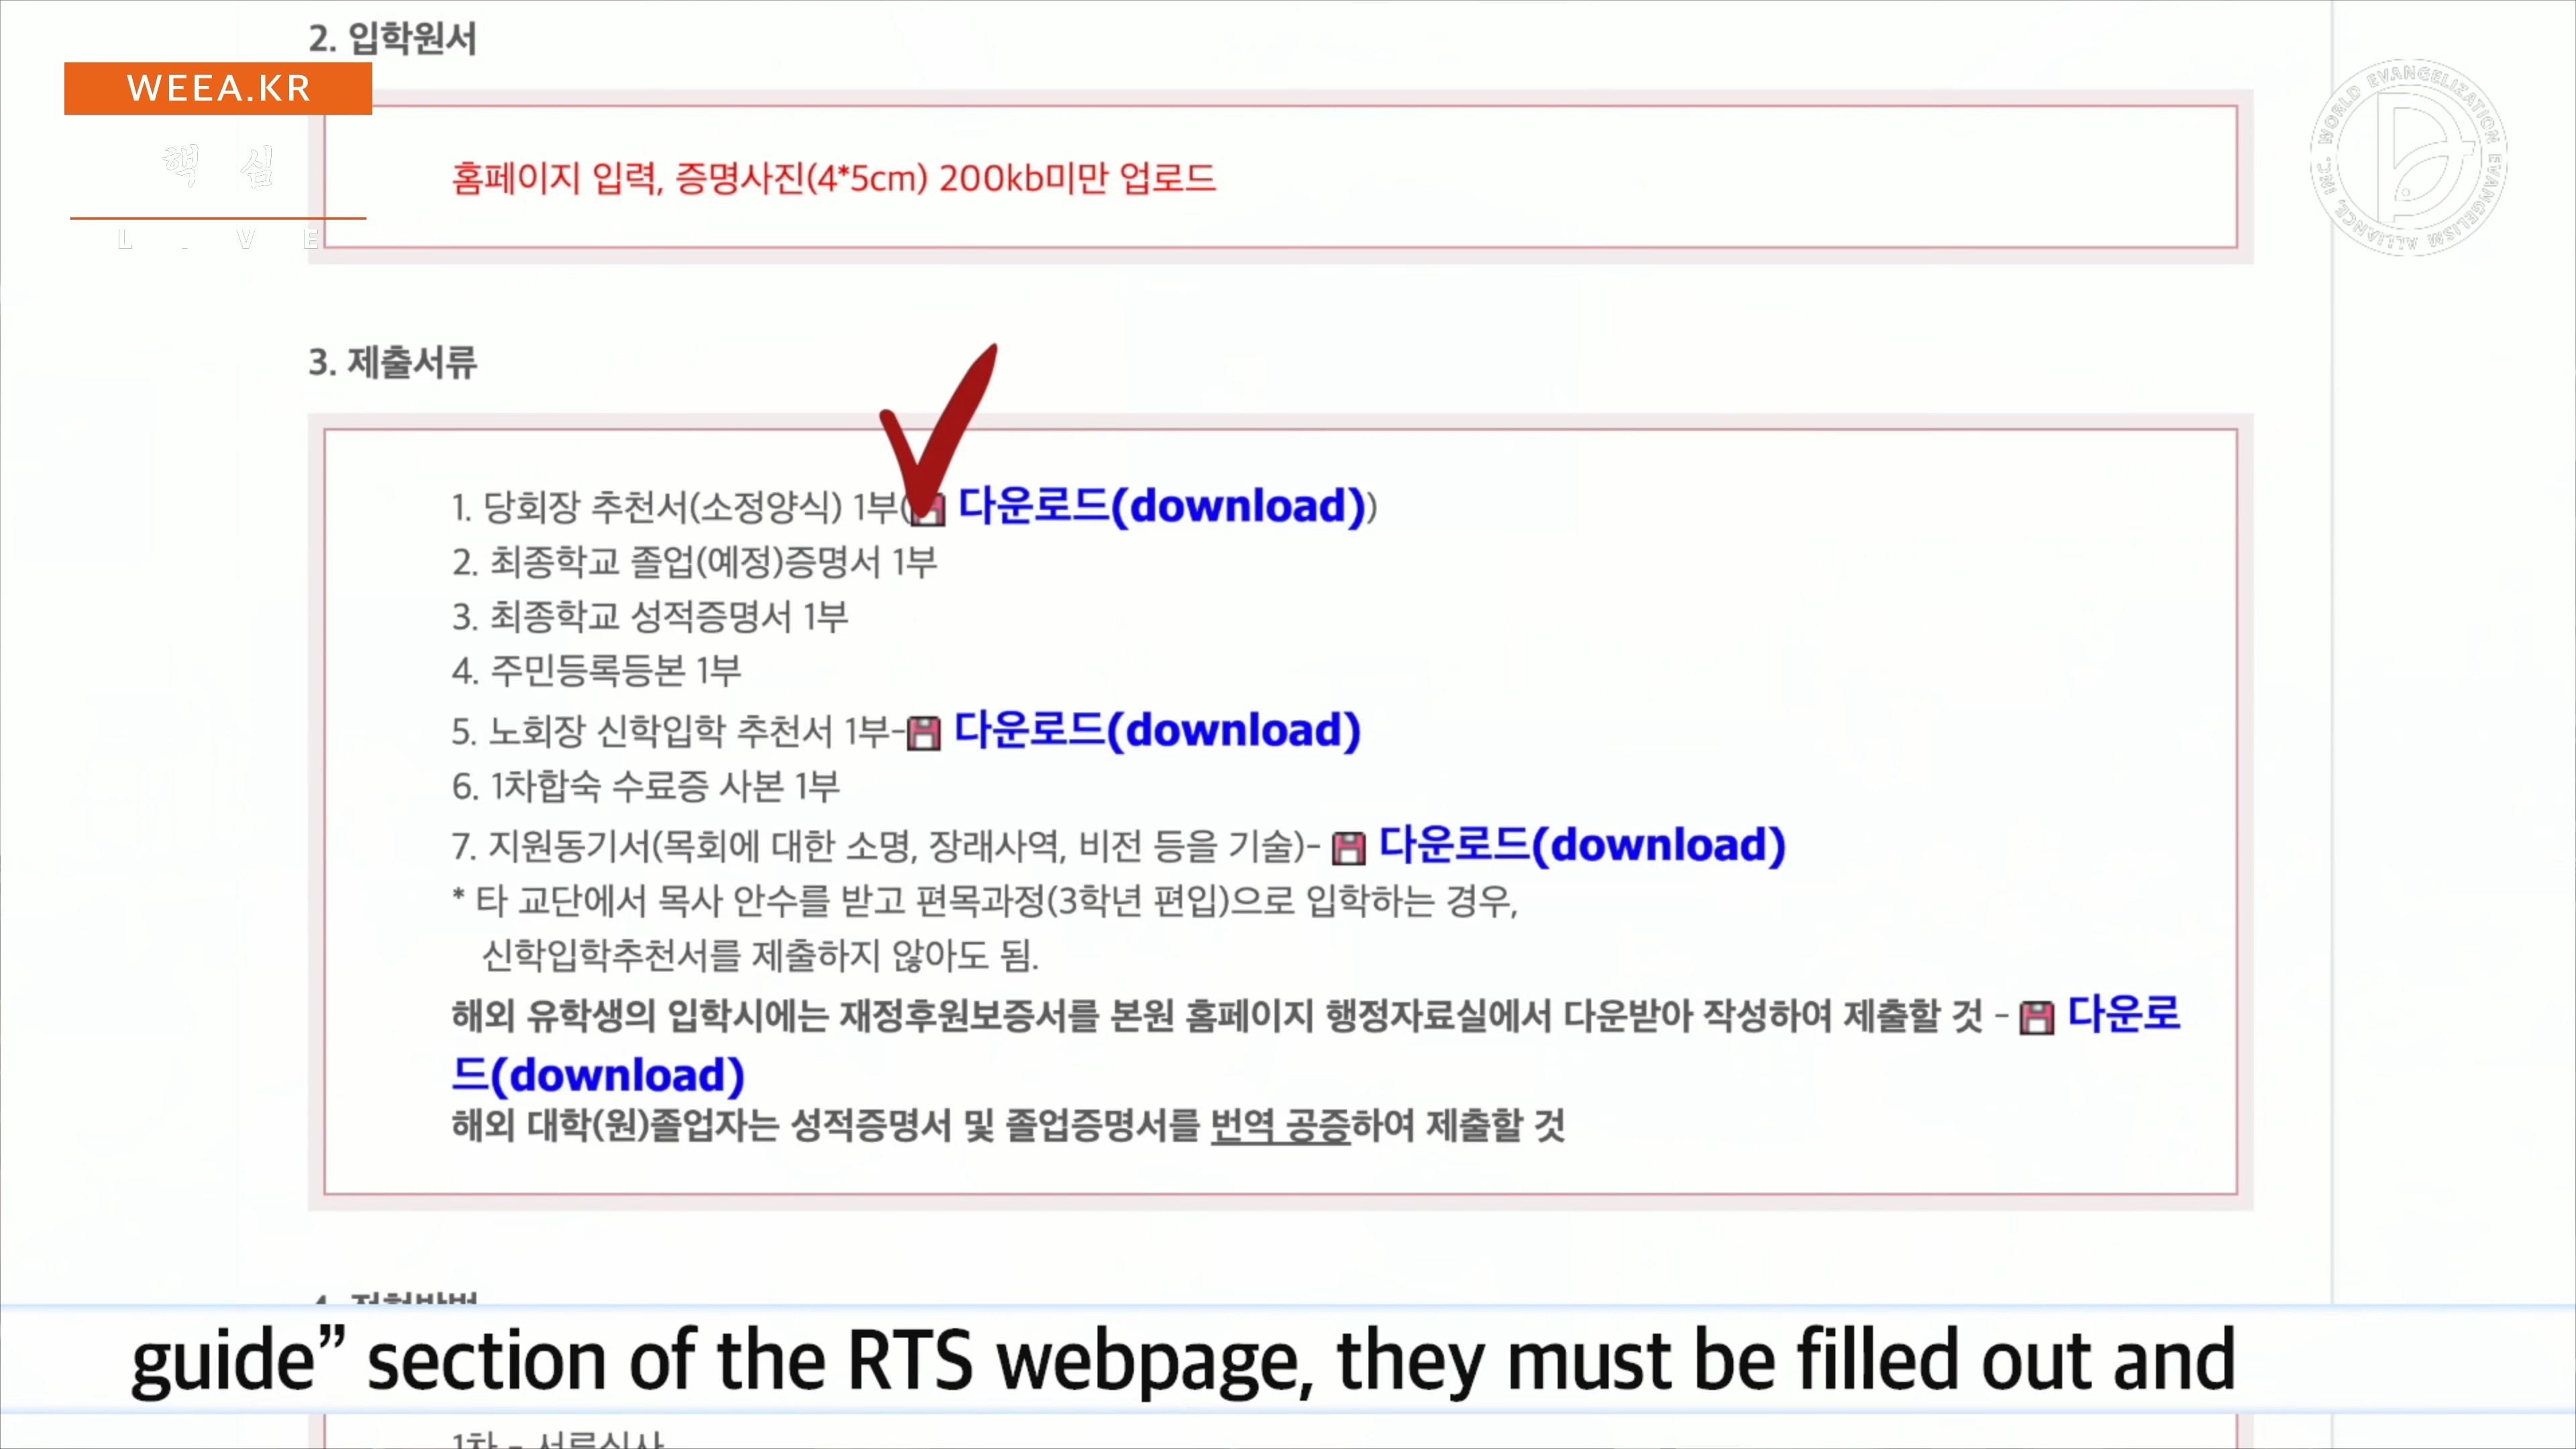 2. 입학원서
WEEA.KR
핵 심
LIVE
WORLD EVANGELIZATION EVANGELISM ALLIANCE, INC.
홈페이지 입력, 증명사진(4*5cm) 200kb미만 업로드
3. 제출서류
1. 당회장 추천서(소정양식) 1부( 다운로드(download))
2. 최종학교 졸업(예정)증명서 1부
3. 최종학교 성적증명서 1부
4. 주민등록등본 1부
5. 노회장 신학입학 추천서 1부- 다운로드(download)
6. 1차합숙 수료증 사본 1부
7. 지원동기서(목회에 대한 소명, 장래사역, 비전 등을 기술)- 다운로드(download)
* 타 교단에서 목사 안수를 받고 편목과정(3학년 편입)으로 입학하는 경우,
신학입학추천서를 제출하지 않아도 됨.
해외 유학생의 입학시에는 재정후원보증서를 본원 홈페이지 행정자료실에서 다운받아 작성하여 제출할 것 - 다운로
드(download)
해외 대학(원)졸업자는 성적증명서 및 졸업증명서를 번역 공증하여 제출할 것
guide” section of the RTS webpage, they must be filled out and